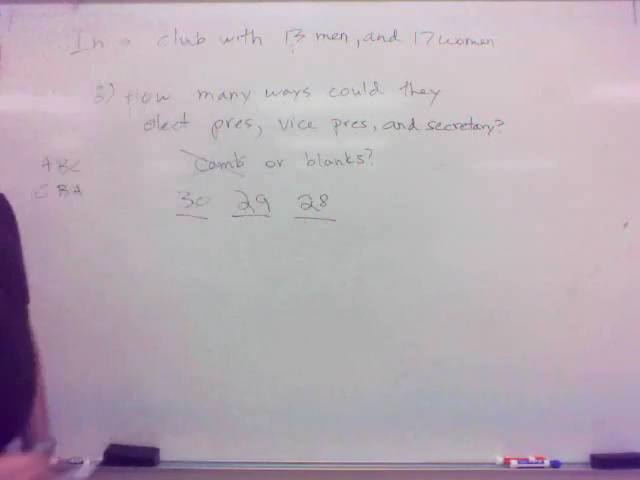 In a club with 13 men, and 17 women
3) How many ways could they
elect pres, vice pres, and secretary?
Comb or blanks?
ABC
CBA
30 29 28